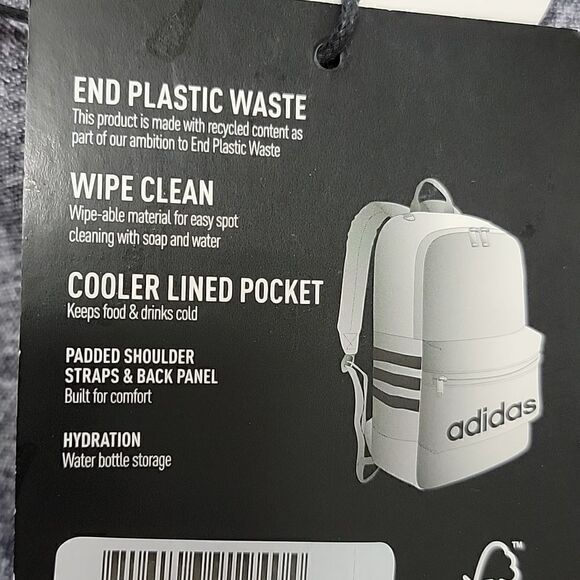 END PLASTIC WASTE
This product is made with recycled content as
part of our ambition to End Plastic Waste
WIPE CLEAN
Wipe-able material for easy spot
cleaning with soap and water
COOLER LINED POCKET
Keeps food & drinks cold
PADDED SHOULDER
STRAPS & BACK PANEL
Built for comfort
HYDRATION
Water bottle storage
adidas
TM